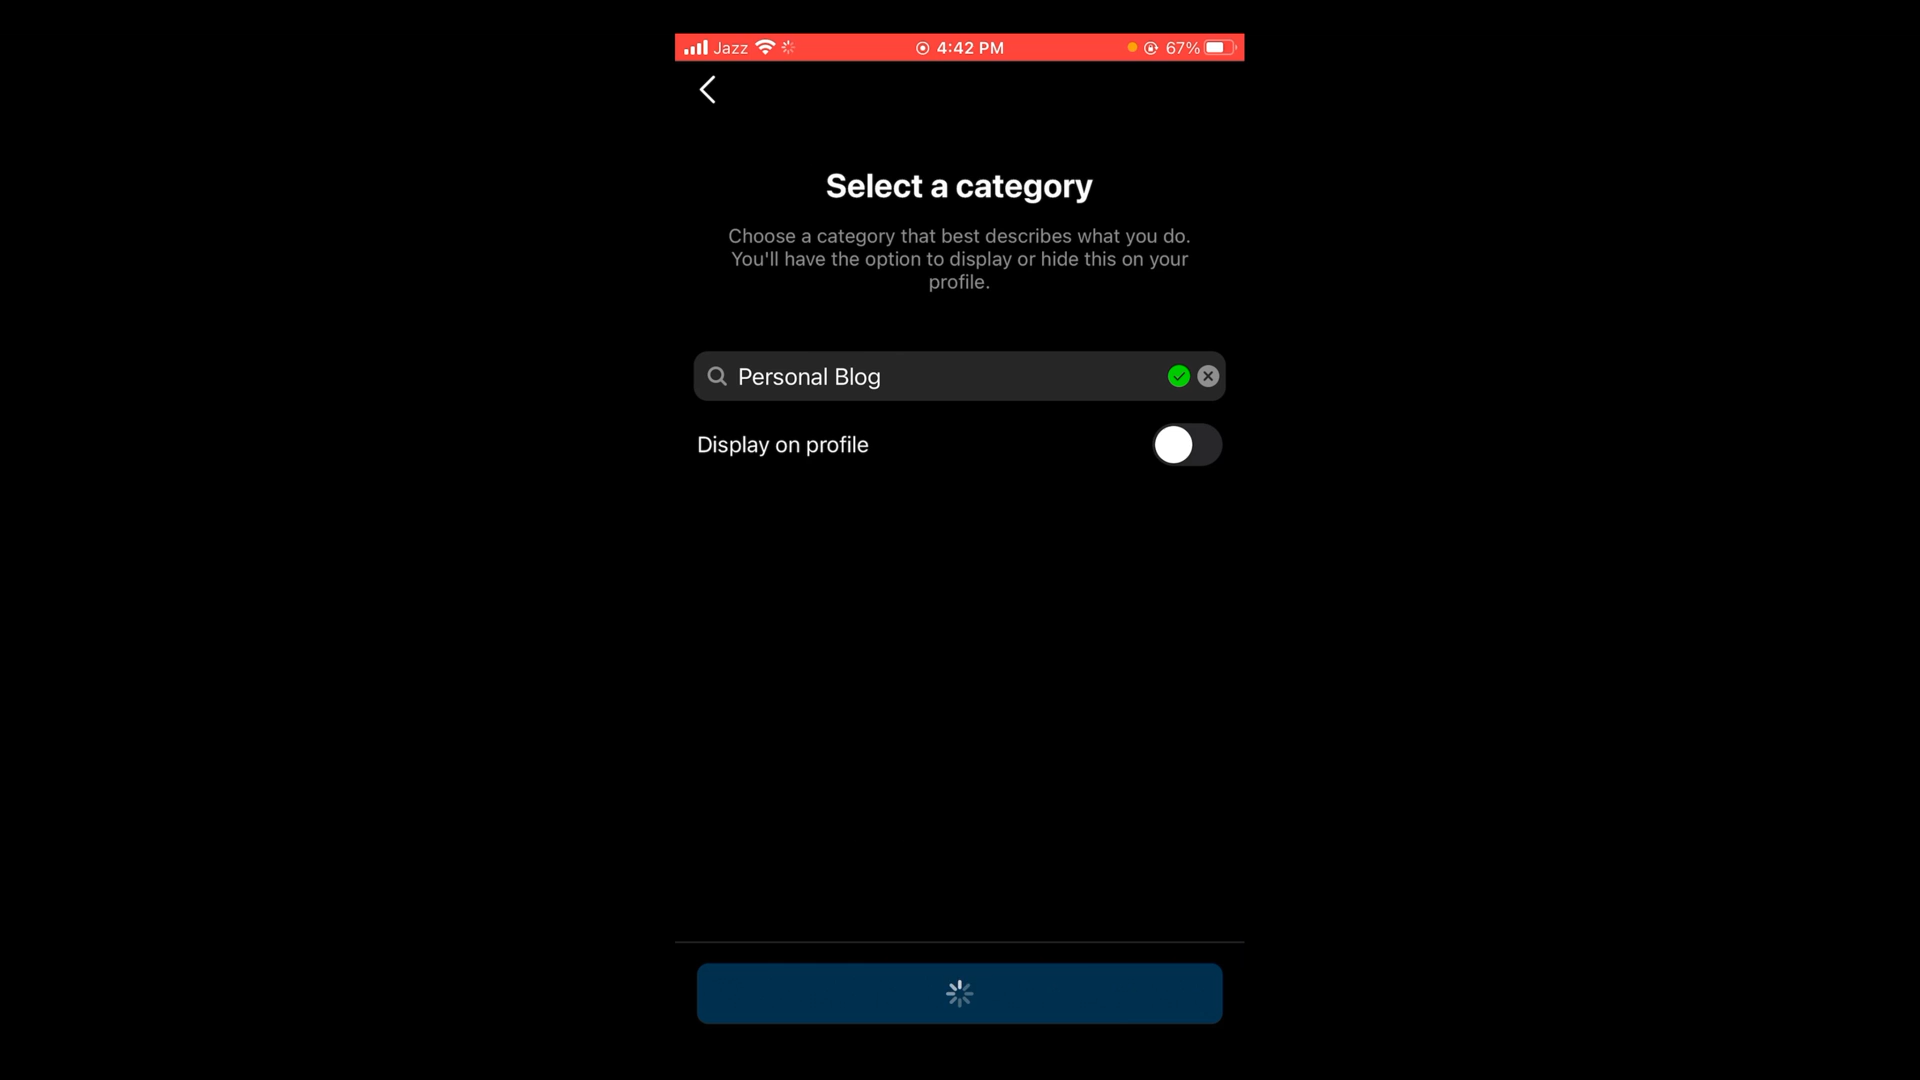 Jazz 4:42 PM 67%
Select a category
Choose a category that best describes what you do.
You'll have the option to display or hide this on your
profile.
Personal Blog
Display on profile